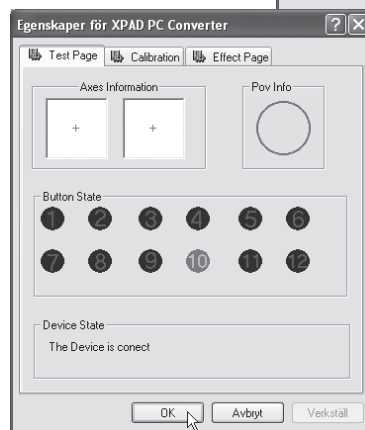 Egenskaper för XPAD PC Converter
Test Page Calibration Effect Page
Axes Information Pov Info
Button State
1 2 3 4 5 6
7 8 9 10 11 12
Device State
The Device is conect
OK Avbryt Verkställ